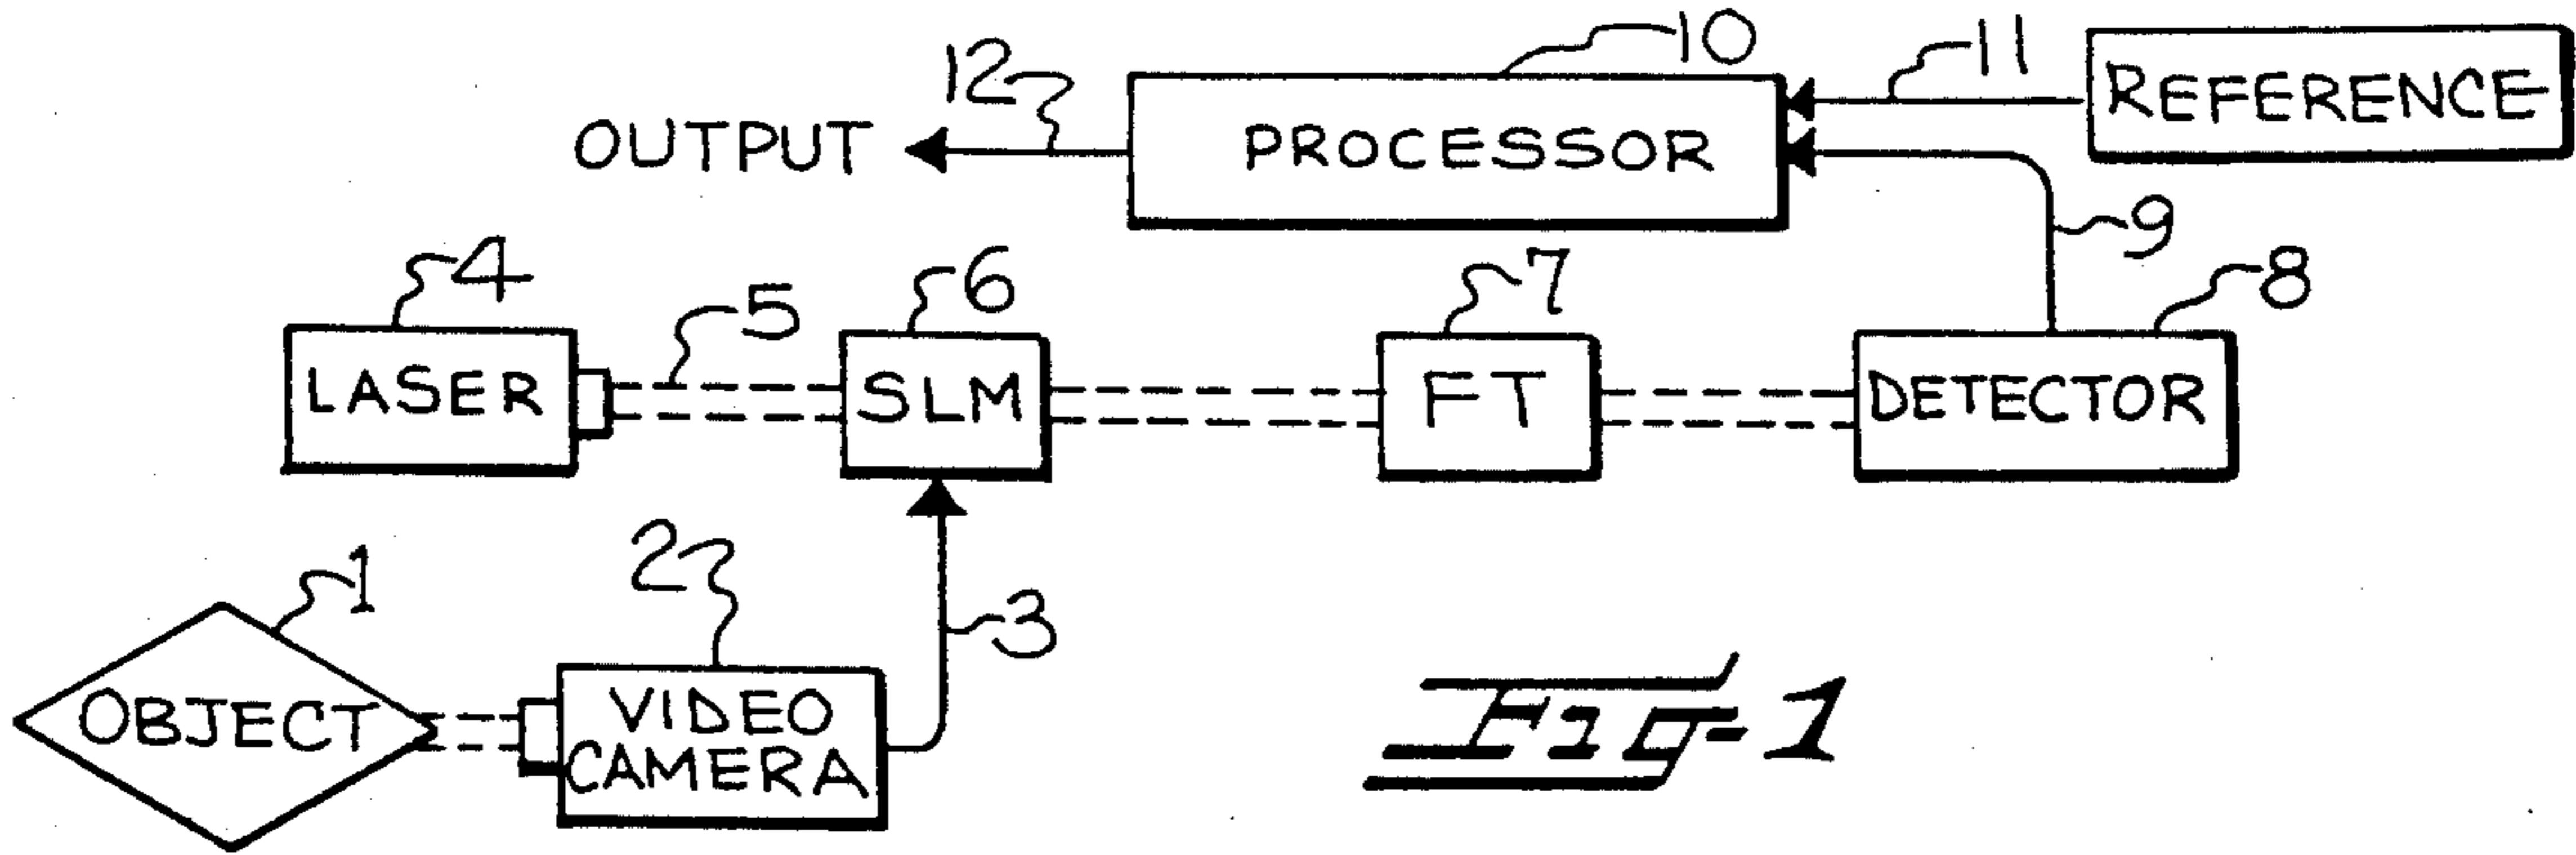 12
10
11
REFERENCE
OUTPUT
PROCESSOR
9
4
5
6
7
8
LASER
SLM
FT
DETECTOR
1
2
3
OBJECT
VIDEO
CAMERA
Fig-1